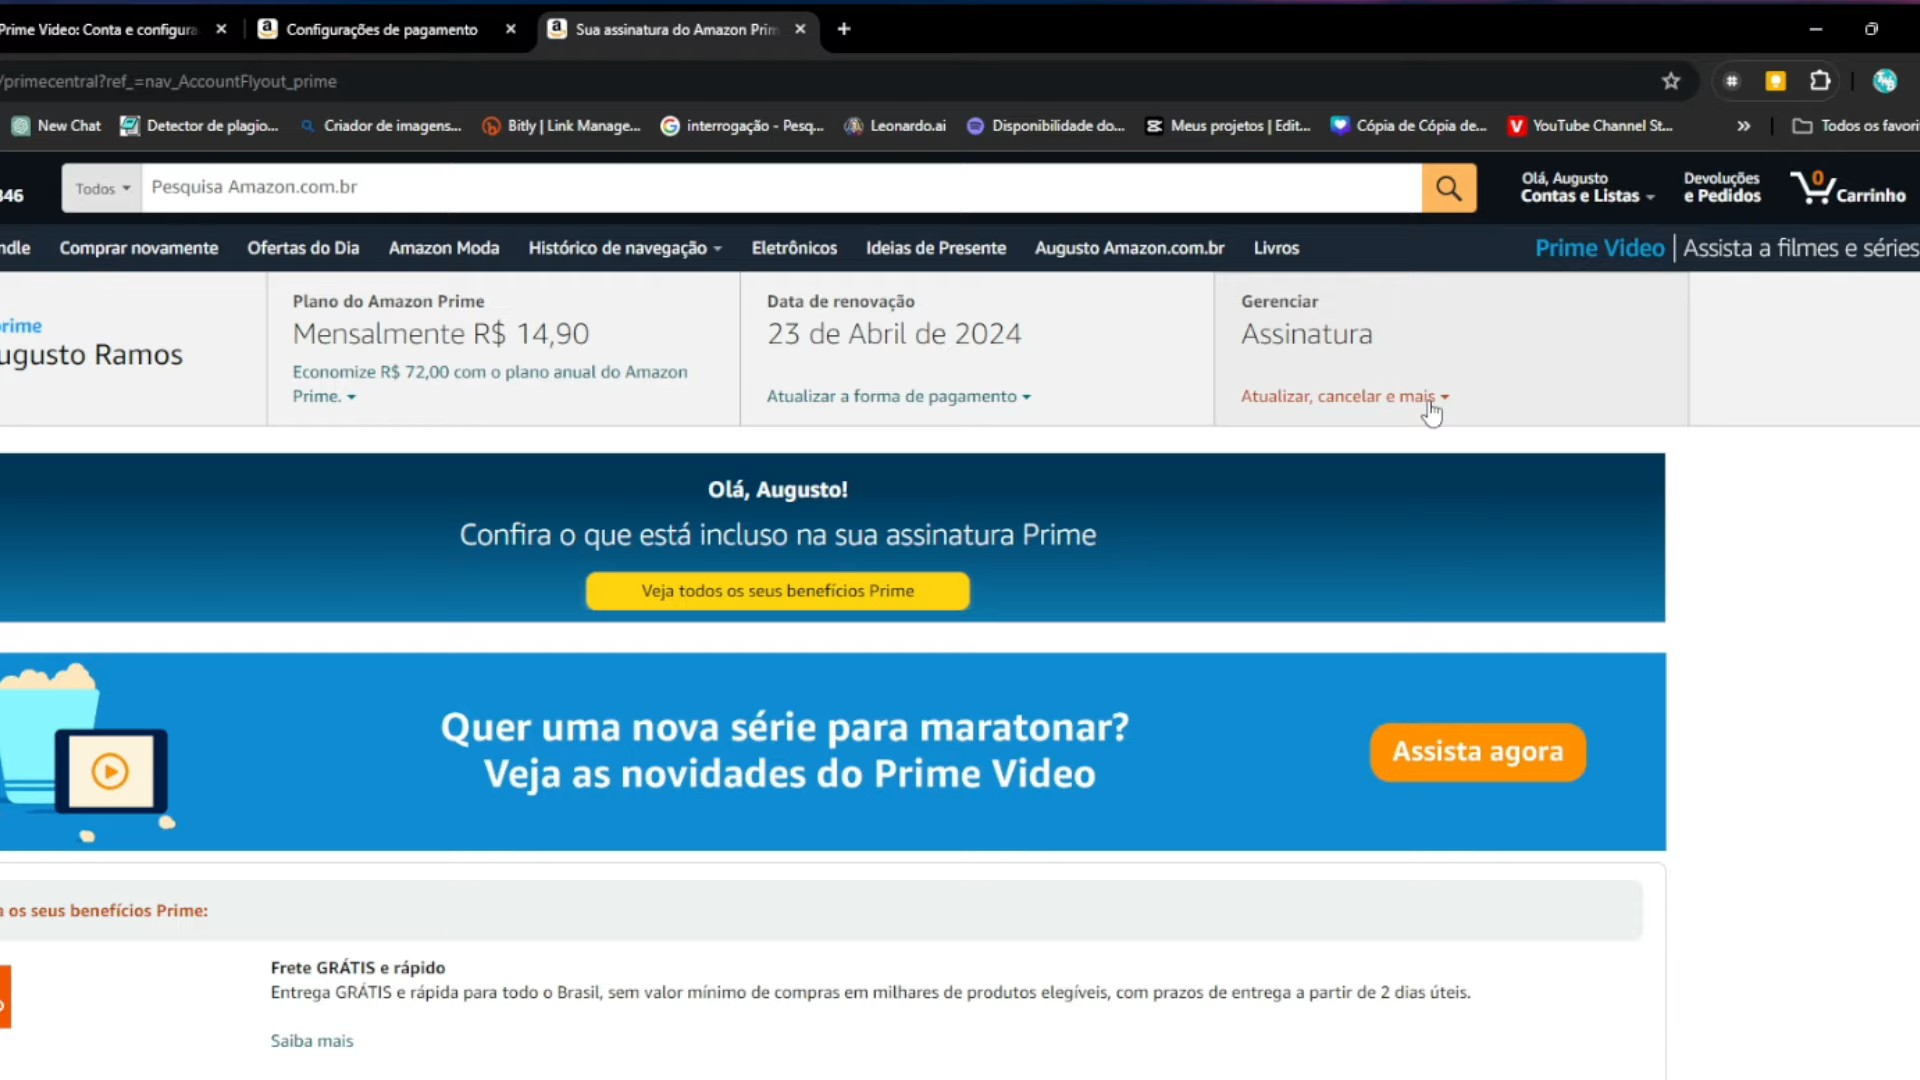 Prime Video: Conta e configura
Configurações de pagamento
Sua assinatura do Amazon Prim
/primecentral?ref_=nav_AccountFlyout_prime
New Chat
Detector de plagio...
Criador de imagens...
Bitly | Link Manage...
interrogação - Pesq...
Leonardo.ai
Disponibilidade do...
Meus projetos | Edit...
Cópia de Cópia de...
YouTube Channel St...
Todos os favori
346
Todos
Pesquisa Amazon.com.br
Olá, Augusto
Contas e Listas
Devoluções
e Pedidos
0
Carrinho
ndle
Comprar novamente
Ofertas do Dia
Amazon Moda
Histórico de navegação
Eletrônicos
Ideias de Presente
Augusto Amazon.com.br
Livros
Prime Video | Assista a filmes e séries
rime
ugusto Ramos
Plano do Amazon Prime
Mensalmente R$ 14,90
Economize R$ 72,00 com o plano anual do Amazon
Prime.
Data de renovação
23 de Abril de 2024
Atualizar a forma de pagamento
Gerenciar
Assinatura
Atualizar, cancelar e mais
Olá, Augusto!
Confira o que está incluso na sua assinatura Prime
Veja todos os seus benefícios Prime
Quer uma nova série para maratonar?
Veja as novidades do Prime Video
Assista agora
a os seus benefícios Prime:
Frete GRÁTIS e rápido
Entrega GRÁTIS e rápida para todo o Brasil, sem valor mínimo de compras em milhares de produtos elegíveis, com prazos de entrega a partir de 2 dias úteis.
Saiba mais